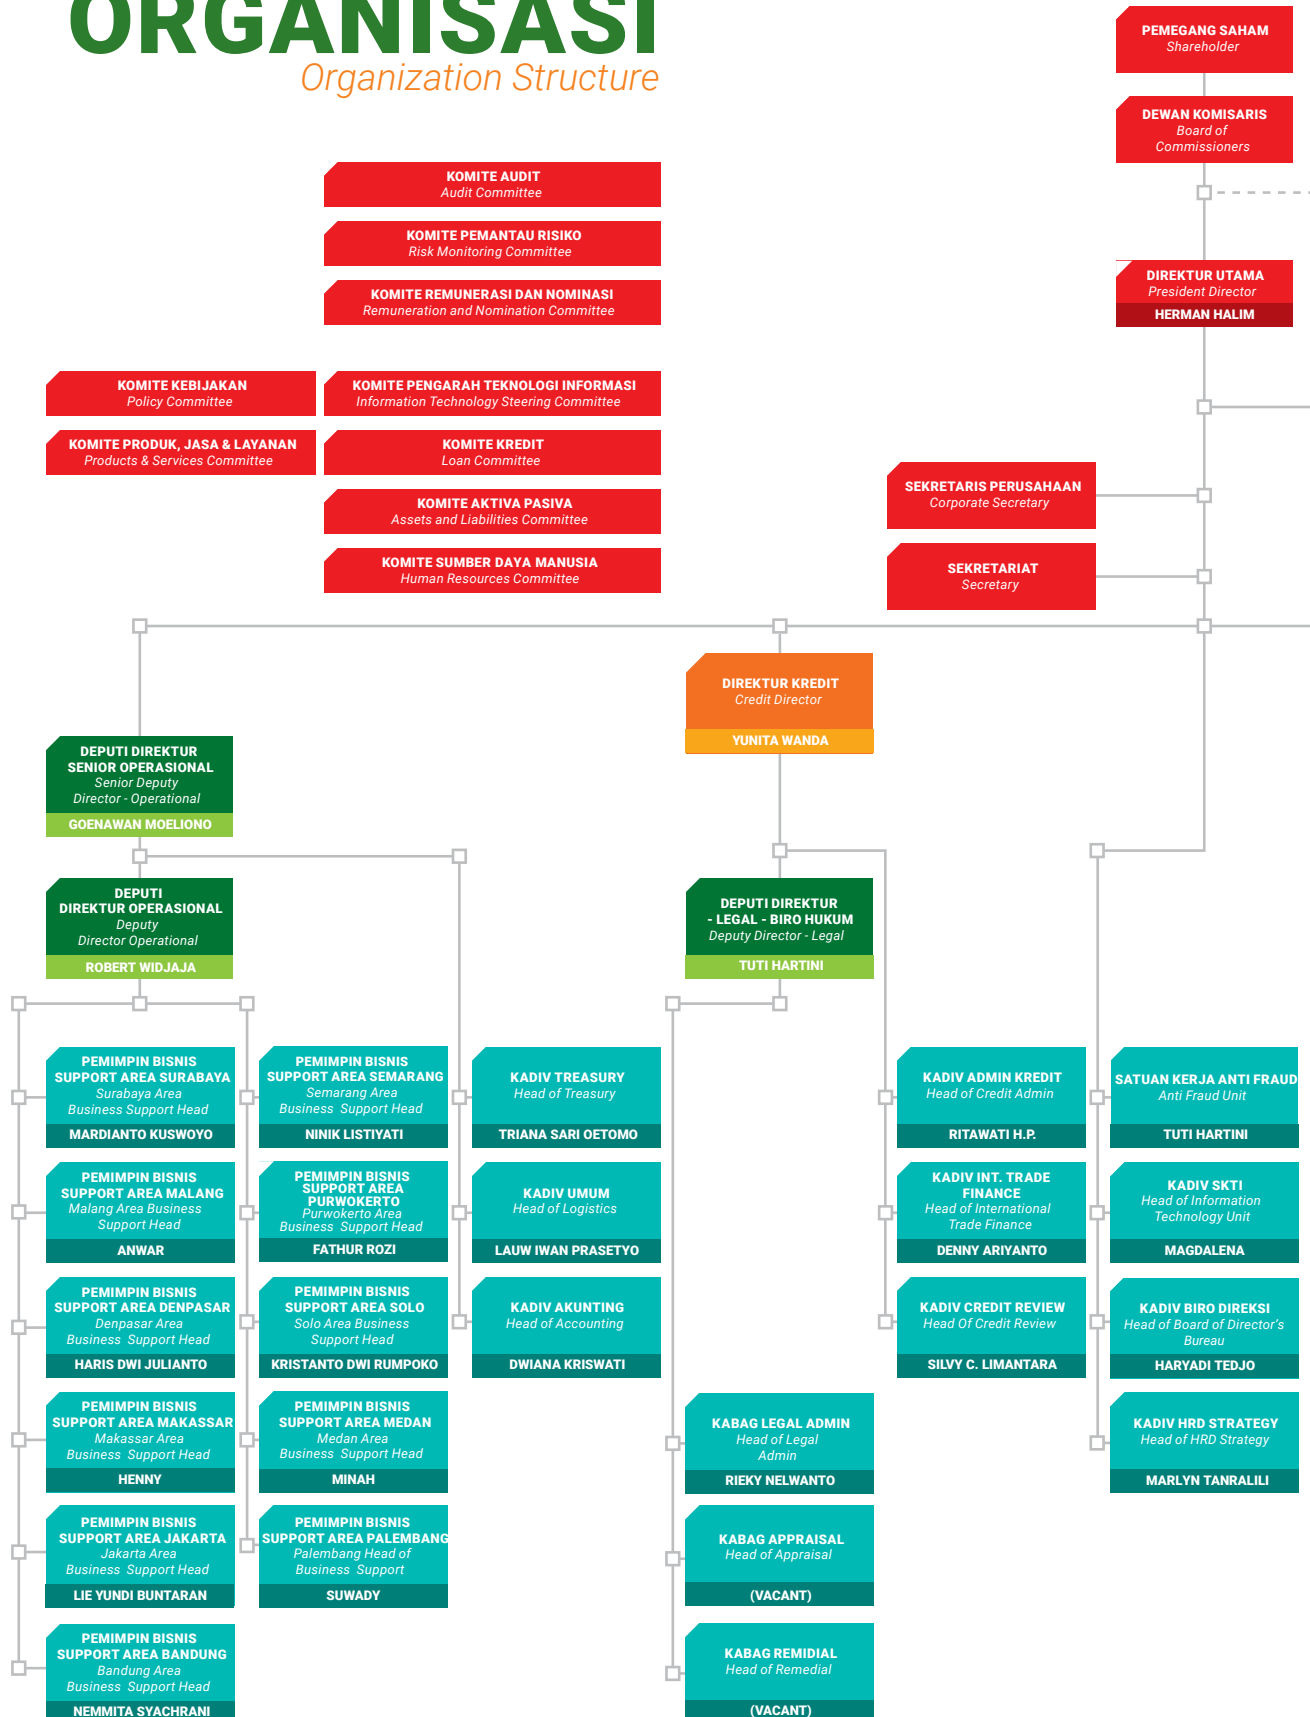 ORGANISASI
Organization Structure
PEMEGANG SAHAM
Shareholder
DEWAN KOMISARIS
Board of
Commissioners
DIREKTUR UTAMA
President Director
HERMAN HALIM
KOMITE AUDIT
Audit Committee
KOMITE PEMANTAU RISIKO
Risk Monitoring Committee
KOMITE REMUNERASI DAN NOMINASI
Remuneration and Nomination Committee
KOMITE KEBIJAKAN
Policy Committee
KOMITE PENGARAH TEKNOLOGI INFORMASI
Information Technology Steering Committee
KOMITE PRODUK, JASA & LAYANAN
Products & Services Committee
KOMITE KREDIT
Loan Committee
KOMITE AKTIVA PASIVA
Assets and Liabilities Committee
KOMITE SUMBER DAYA MANUSIA
Human Resources Committee
SEKRETARIS PERUSAHAAN
Corporate Secretary
SEKRETARIAT
Secretary
DIREKTUR KREDIT
Credit Director
YUNITA WANDA
DEPUTI DIREKTUR
SENIOR OPERASIONAL
Senior Deputy
Director - Operational
GOENAWAN MOELIONO
DEPUTI
DIREKTUR OPERASIONAL
Deputy
Director Operational
ROBERT WIDJAJA
DEPUTI DIREKTUR
- LEGAL - BIRO HUKUM
Deputy Director - Legal
TUTI HARTINI
PEMIMPIN BISNIS
SUPPORT AREA SURABAYA
Surabaya Area
Business Support Head
MARDIANTO KUSWOYO
PEMIMPIN BISNIS
SUPPORT AREA SEMARANG
Semarang Area
Business Support Head
NINIK LISTIYATI
KADIV TREASURY
Head of Treasury
TRIANA SARI OETOMO
KADIV ADMIN KREDIT
Head of Credit Admin
RITAWATI H.P.
SATUAN KERJA ANTI FRAUD
Anti Fraud Unit
TUTI HARTINI
PEMIMPIN BISNIS
SUPPORT AREA MALANG
Malang Area Business
Support Head
ANWAR
PEMIMPIN BISNIS
SUPPORT AREA
PURWOKERTO
Purwokerto Area
Business Support Head
FATHUR ROZI
KADIV UMUM
Head of Logistics
LAUW IWAN PRASETYO
KADIV INT. TRADE
FINANCE
Head of International
Trade Finance
DENNY ARIYANTO
KADIV SKTI
Head of Information
Technology Unit
MAGDALENA
PEMIMPIN BISNIS
SUPPORT AREA DENPASAR
Denpasar Area
Business Support Head
HARIS DWI JULIANTO
PEMIMPIN BISNIS
SUPPORT AREA SOLO
Solo Area Business
Support Head
KRISTANTO DWI RUMPOKO
KADIV AKUNTING
Head of Accounting
DWIANA KRISWATI
KADIV CREDIT REVIEW
Head Of Credit Review
SILVY C. LIMANTARA
KADIV BIRO DIREKSI
Head of Board of Director's
Bureau
HARYADI TEDJO
PEMIMPIN BISNIS
SUPPORT AREA MAKASSAR
Makassar Area
Business Support Head
HENNY
PEMIMPIN BISNIS
SUPPORT AREA MEDAN
Medan Area
Business Support Head
MINAH
KABAG LEGAL ADMIN
Head of Legal
Admin
RIEKY NELWANTO
KADIV HRD STRATEGY
Head of HRD Strategy
MARLYN TANRALILI
PEMIMPIN BISNIS
SUPPORT AREA JAKARTA
Jakarta Area
Business Support Head
LIE YUNDI BUNTARAN
PEMIMPIN BISNIS
SUPPORT AREA PALEMBANG
Palembang Head of
Business Support
SUWADY
KABAG APPRAISAL
Head of Appraisal
(VACANT)
PEMIMPIN BISNIS
SUPPORT AREA BANDUNG
Bandung Area
Business Support Head
NEMMITA SYACHRANI
KABAG REMIDIAL
Head of Remedial
(VACANT)